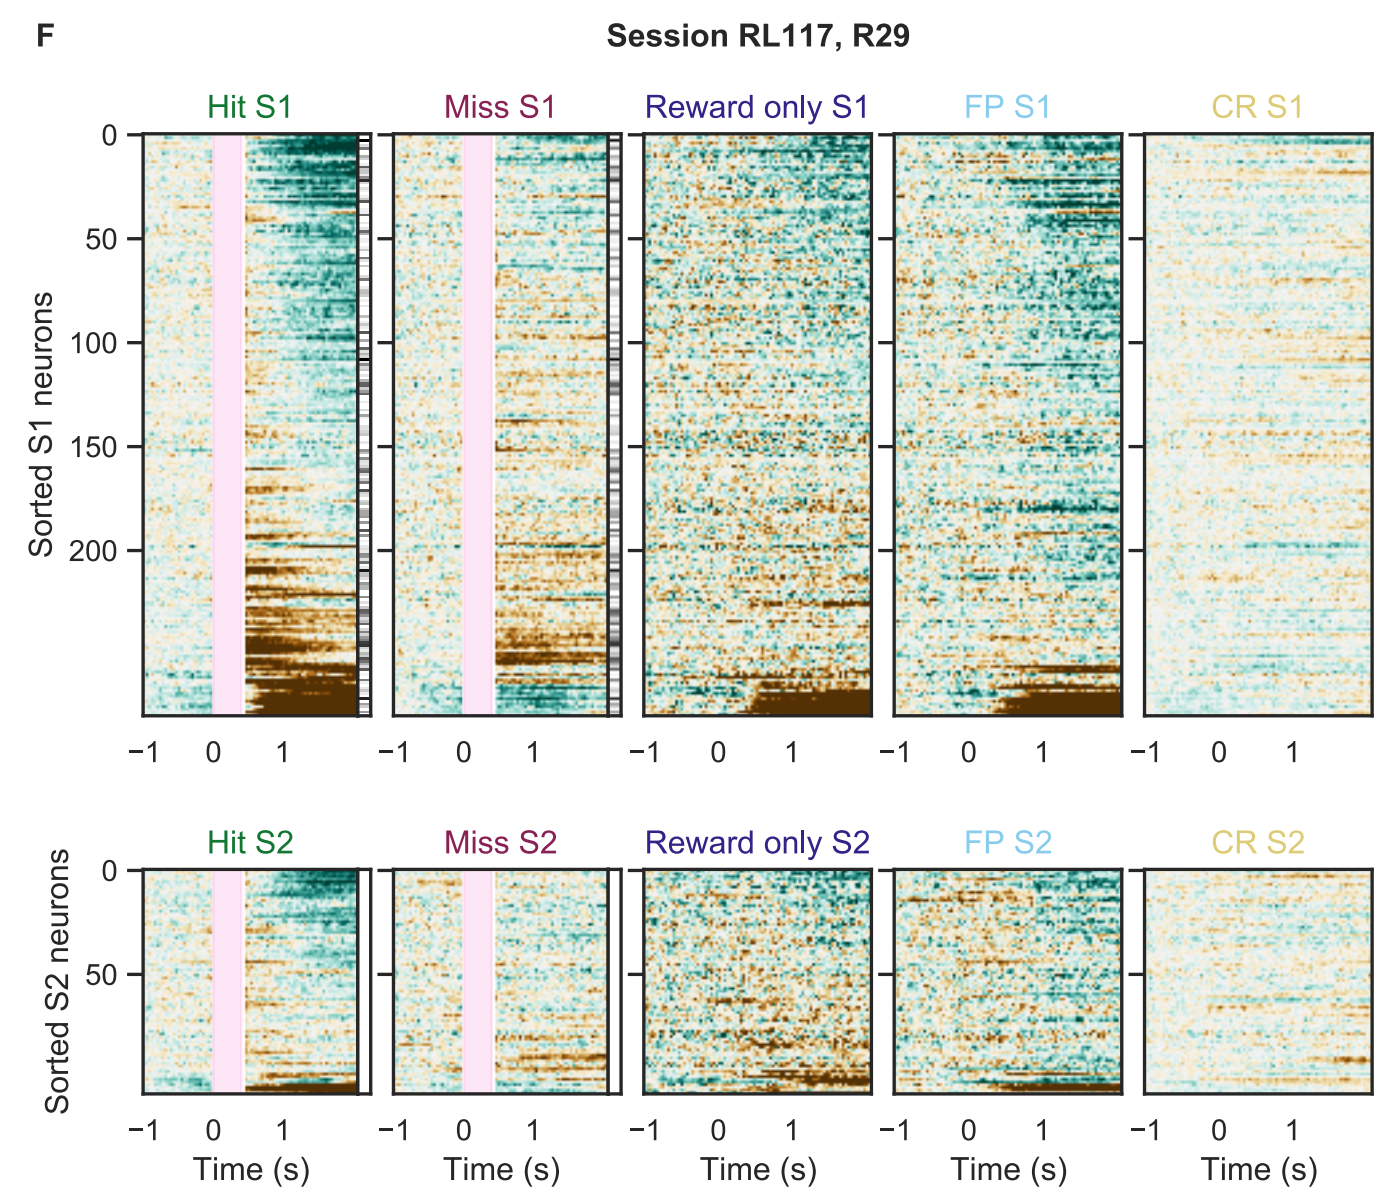 F
Session RL117, R29
Hit S1 Miss S1 Reward only S1 FP S1 CR S1
Sorted S1 neurons
0
50
100
150
200
−1 0 1 −1 0 1 −1 0 1 −1 0 1 −1 0 1
Hit S2 Miss S2 Reward only S2 FP S2 CR S2
Sorted S2 neurons
0
50
−1 0 1 −1 0 1 −1 0 1 −1 0 1 −1 0 1
Time (s) Time (s) Time (s) Time (s) Time (s)